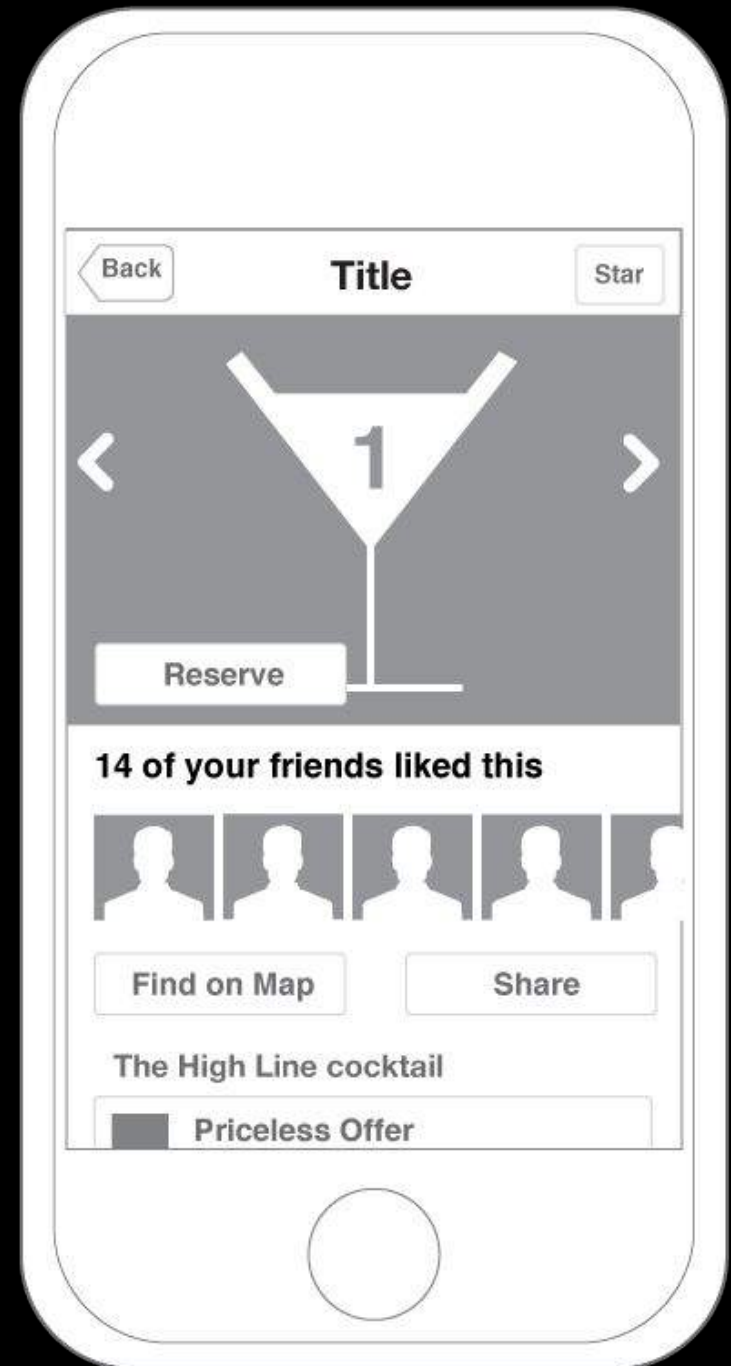 Back
Title
Star
1
Reserve
14 of your friends liked this
Find on Map
Share
The High Line cocktail
Priceless Offer